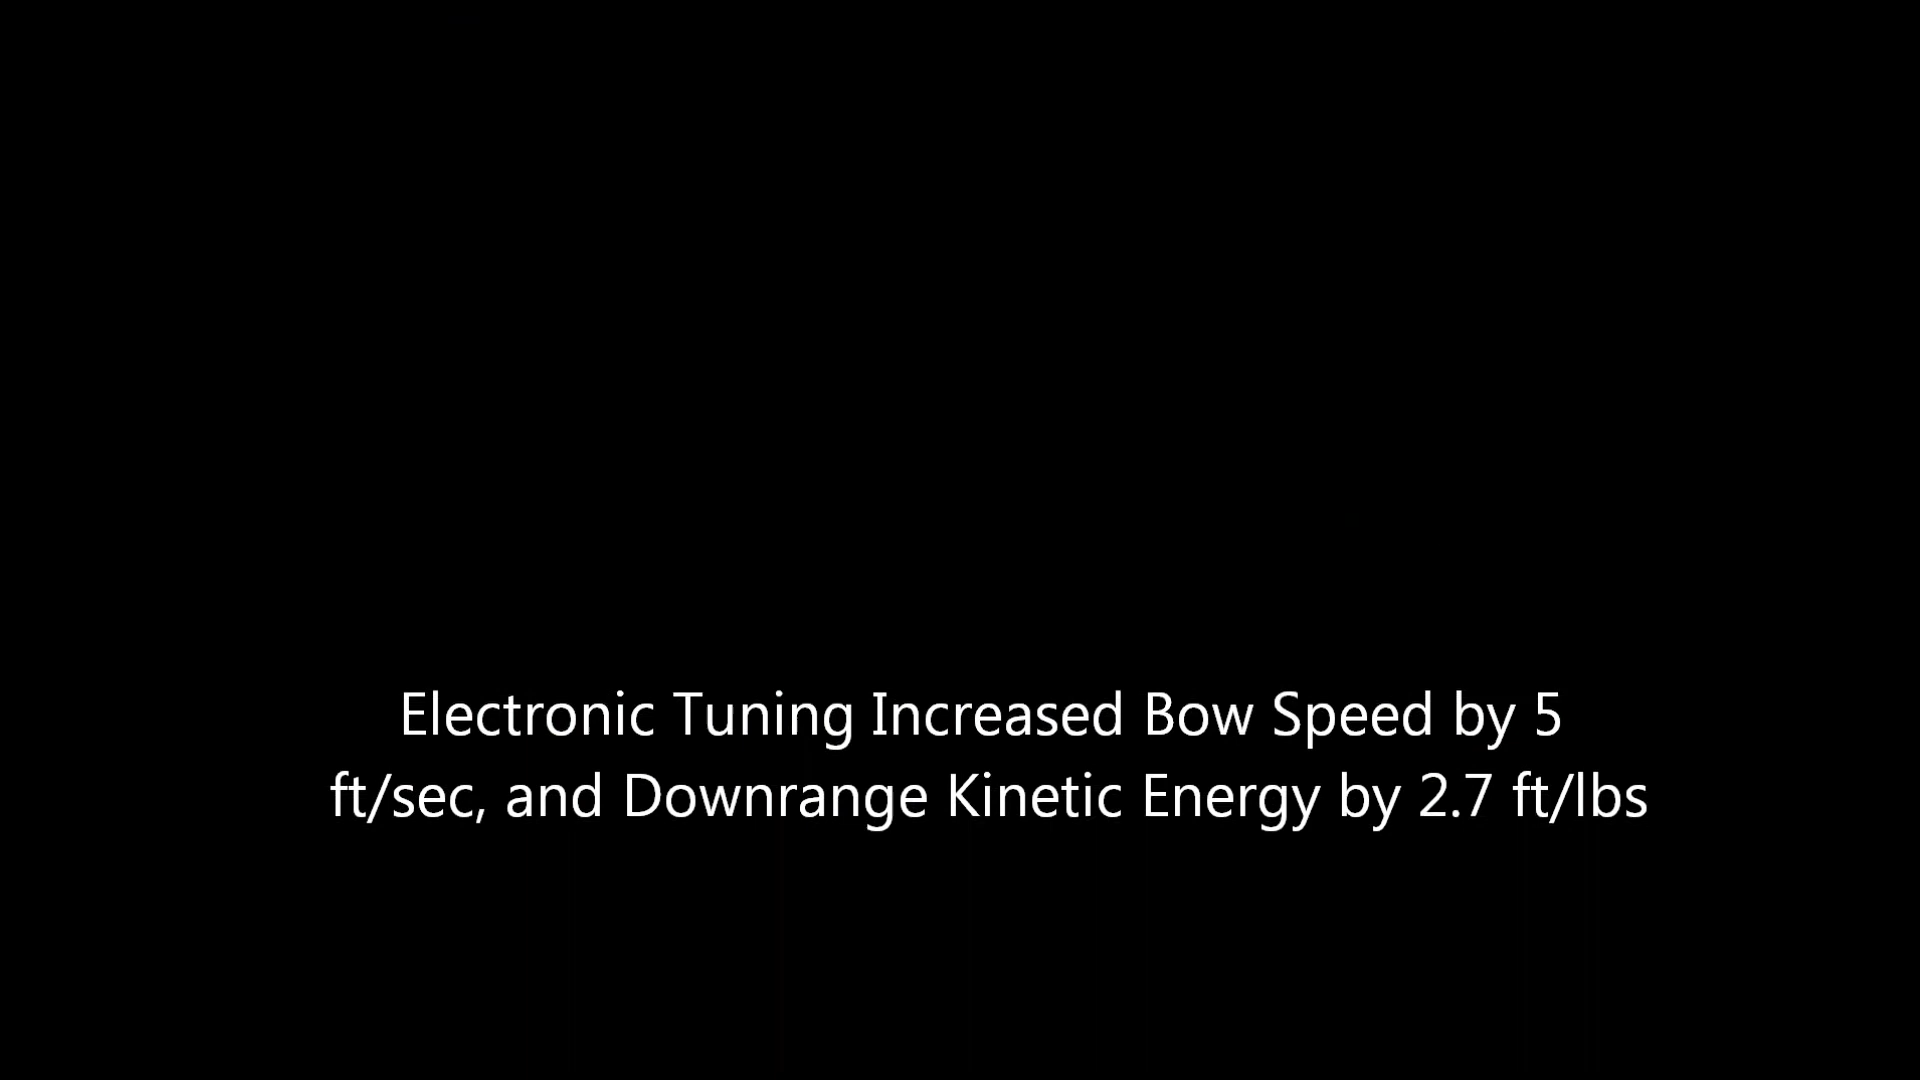 Electronic Tuning Increased Bow Speed by 5
ft/sec, and Downrange Kinetic Energy by 2.7 ft/lbs